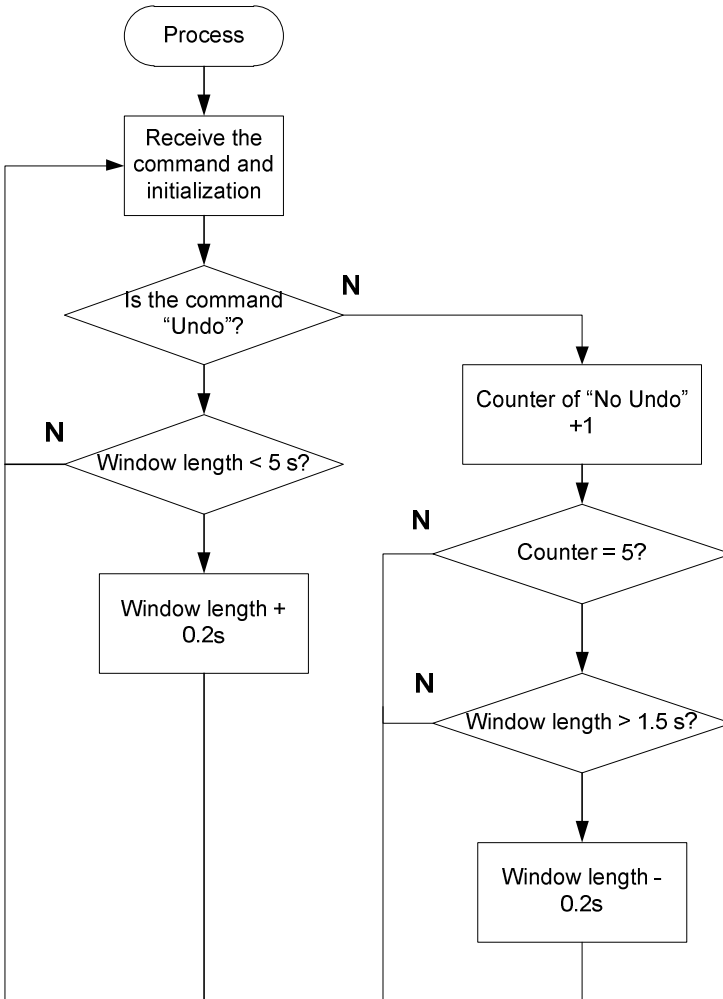 Process
Receive the
command and
initialization
Is the command
“Undo”?
N
Counter of “No Undo”
+1
N
Window length < 5 s?
N
Counter = 5?
Window length +
0.2s
N
Window length > 1.5 s?
Window length -
0.2s